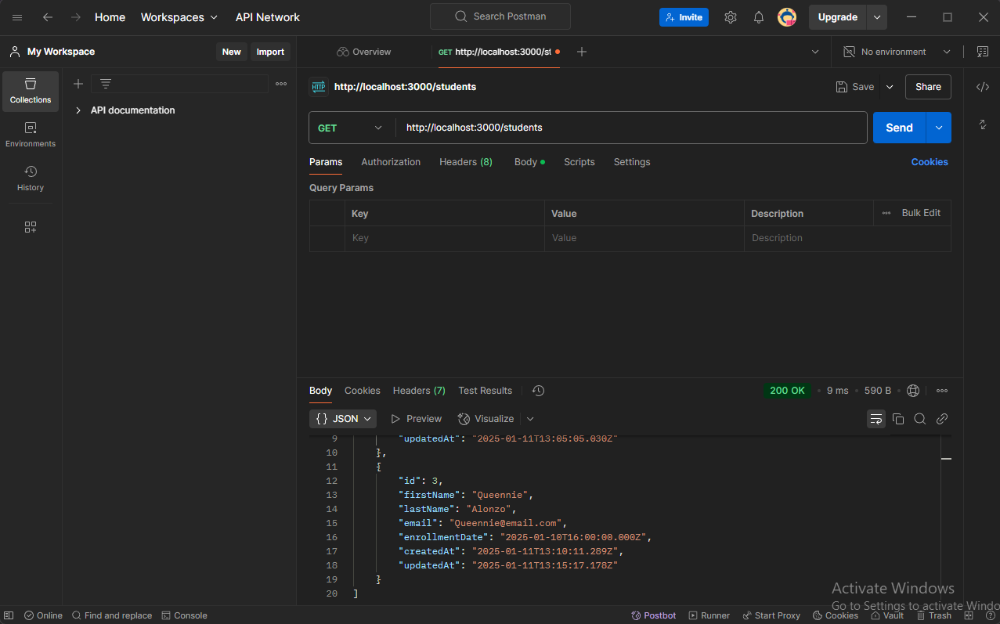 Home Workspaces API Network Search Postman Invite Upgrade
My Workspace New Import Overview GET http://localhost:3000/st No environment
Collections
API documentation
Environments
History
HTTP http://localhost:3000/students Save Share
GET http://localhost:3000/students Send
Params Authorization Headers (8) Body Scripts Settings Cookies
Query Params
Key Value Description Bulk Edit
Key Value Description
Body Cookies Headers (7) Test Results 200 OK 9 ms 590 B
{} JSON Preview Visualize
9 "updatedAt": "2025-01-11T13:05:05.030Z"
10 },
11 {
12 "id": 3,
13 "firstName": "Queennie",
14 "lastName": "Alonzo",
15 "email": "Queennie@email.com",
16 "enrollmentDate": "2025-01-10T16:00:00.000Z",
17 "createdAt": "2025-01-11T13:10:11.289Z",
18 "updatedAt": "2025-01-11T13:15:17.178Z"
19 }
20 ]
Activate Windows
Go to Settings to activate Windo
Online Find and replace Console Postbot Runner Start Proxy Cookies Vault Trash